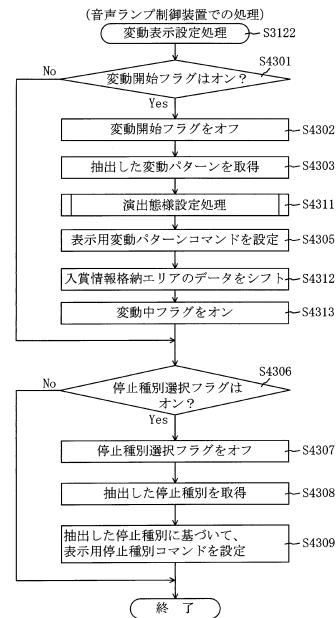 (音声ランプ制御装置での処理)
変動表示設定処理
S3122
S4301
変動開始フラグはオン?
No
Yes
変動開始フラグをオフ
S4302
抽出した変動パターンを取得
S4303
演出態様設定処理
S4311
表示用変動パターンコマンドを設定
S4305
入賞情報格納エリアのデータをシフト
S4312
変動中フラグをオン
S4313
S4306
停止種別選択フラグは
オン?
No
Yes
停止種別選択フラグをオフ
S4307
抽出した停止種別を取得
S4308
抽出した停止種別に基づいて、
表示用停止種別コマンドを設定
S4309
終 了